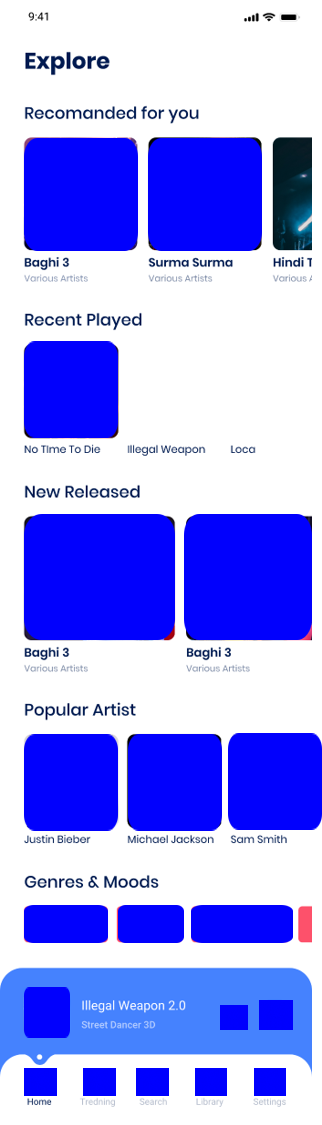 9:41
Explore
Recomanded for you
Baghi 3
Surma Surma
Hindi T
Various Artists
Various Artists
Various A
Recent Played
No TIme To Die
Illegal Weapon
Loca
New Released
Baghi 3
Baghi 3
Various Artists
Various Artists
Popular Artist
Justin Bieber
Michael Jackson
Sam Smith
Genres & Moods
Illegal Weapon 2.0
Street Dancer 3D
Home
Tredning
Search
Library
Settings